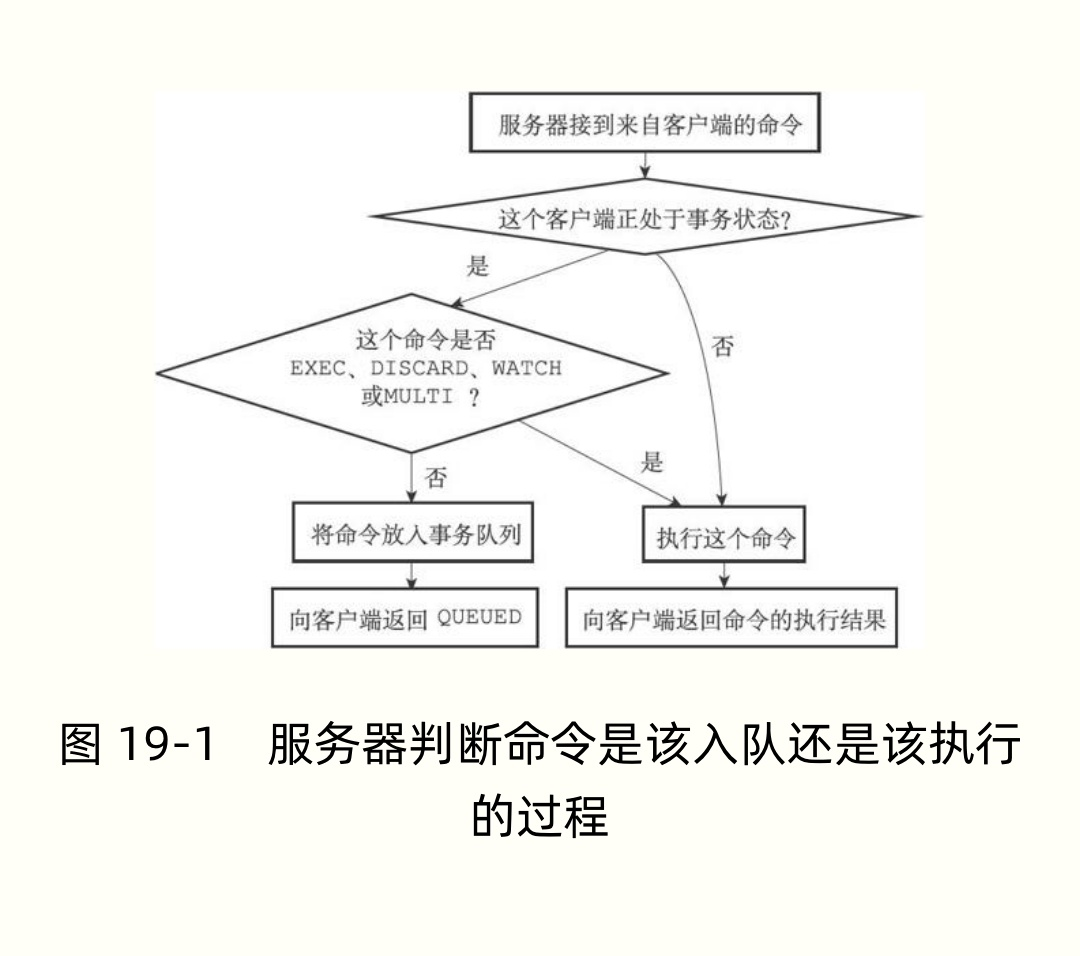 服务器接到来自客户端的命令
这个客户端正处于事务状态?
是
否
这个命令是否
EXEC、DISCARD、WATCH
或MULTI ?
是
否
将命令放入事务队列
执行这个命令
向客户端返回 QUEUED
向客户端返回命令的执行结果
图 19-1 服务器判断命令是该入队还是该执行
的过程